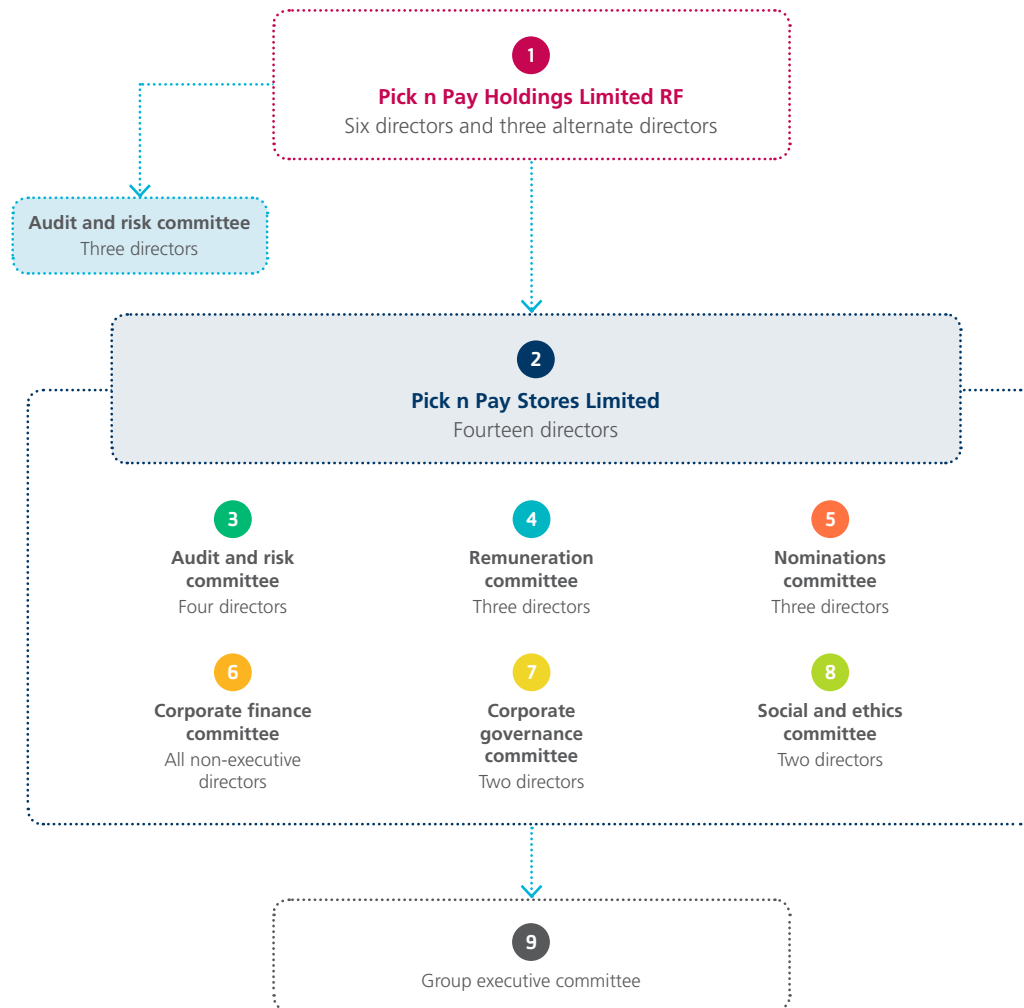 1
Pick n Pay Holdings Limited RF
Six directors and three alternate directors
Audit and risk committee
Three directors
2
Pick n Pay Stores Limited
Fourteen directors
3
Audit and risk
committee
Four directors
4
Remuneration
committee
Three directors
5
Nominations
committee
Three directors
6
Corporate finance
committee
All non-executive
directors
7
Corporate
governance
committee
Two directors
8
Social and ethics
committee
Two directors
9
Group executive committee